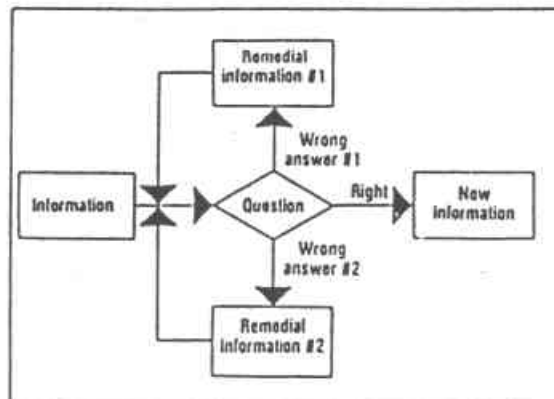 Remedial
information #1
Wrong
answer #1
Information
Question
Right
New
information
Wrong
answer #2
Remedial
information #2